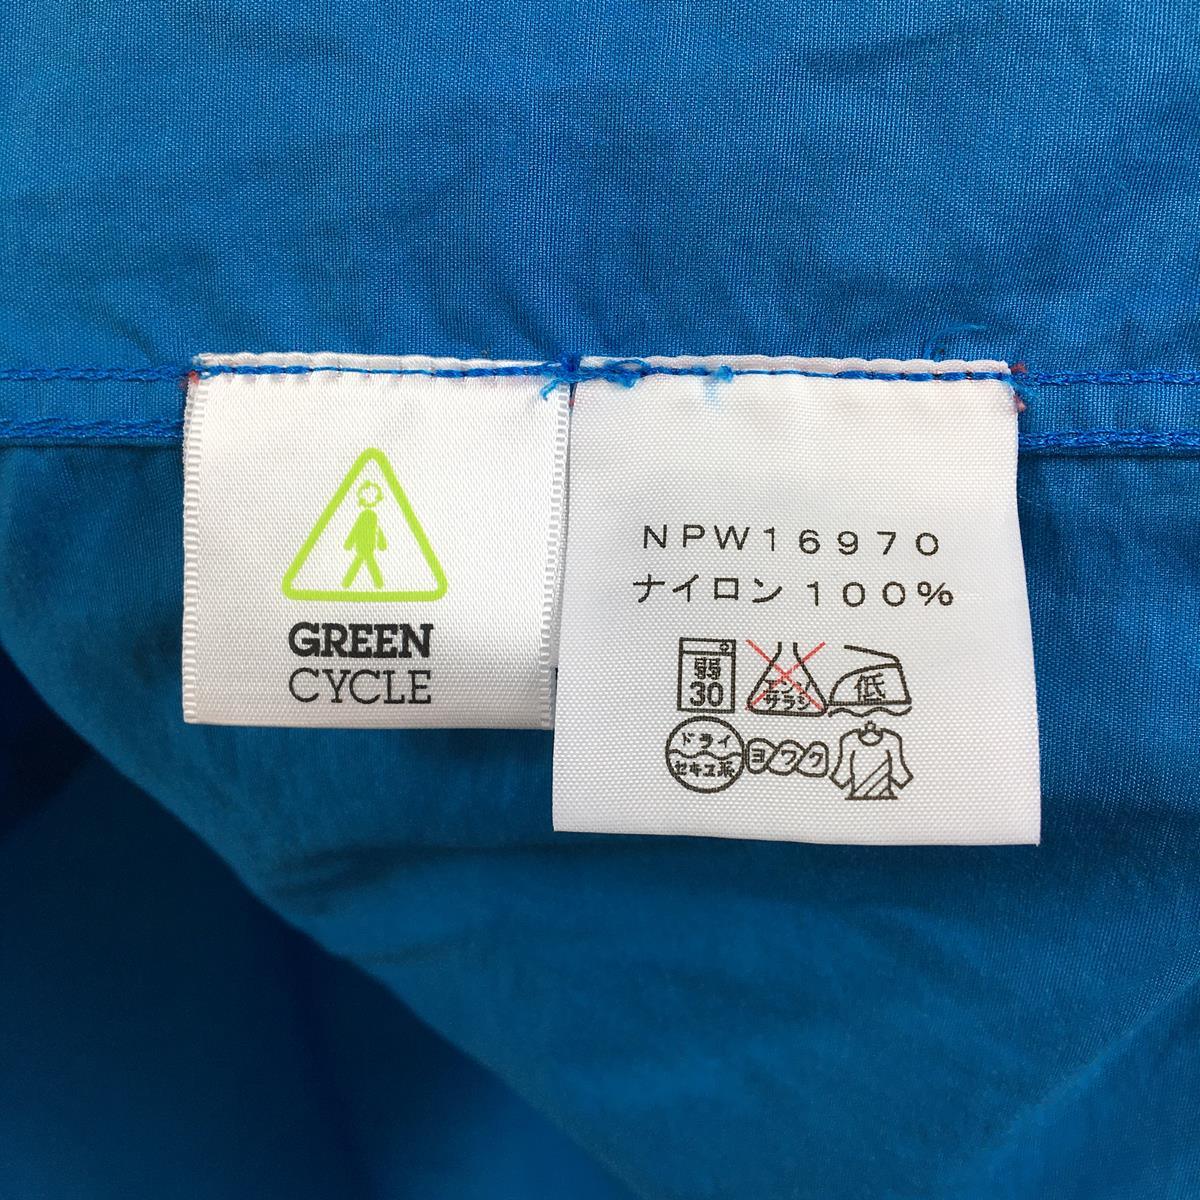 GREEN
CYCLE
NPW16970
ナイロン100%
弱
30
エンソ
サラシ
低
ドライ
セキユ系
ヨワク